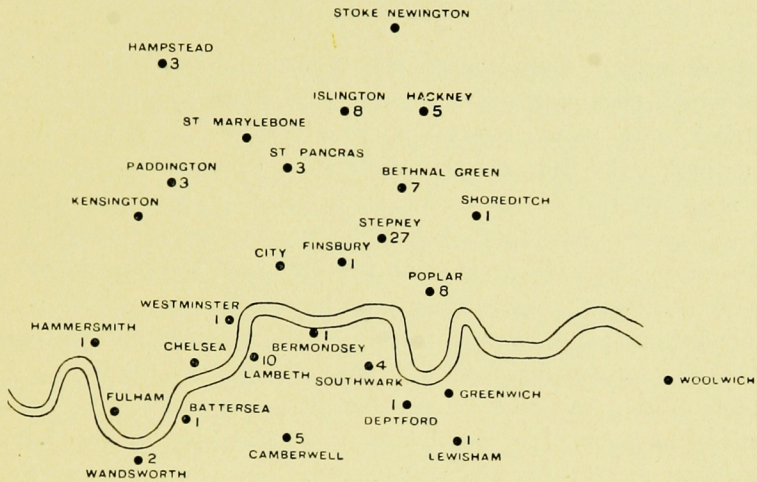 STOKE NEWINGTON
HAMPSTEAD
3
ISLINGTON
8
HACKNEY
5
ST MARYLEBONE
ST PANCRAS
3
PADDINGTON
3
BETHNAL GREEN
7
KENSINGTON
SHOREDITCH
1
STEPNEY
27
CITY
FINSBURY
1
POPLAR
8
WESTMINSTER
1
HAMMERSMITH
1
CHELSEA
1
BERMONDSEY
10
LAMBETH
4
SOUTHWARK
WOOLWICH
FULHAM
GREENWICH
BATTERSEA
1
1
DEPTFORD
5
CAMBERWELL
1
LEWISHAM
2
WANDSWORTH